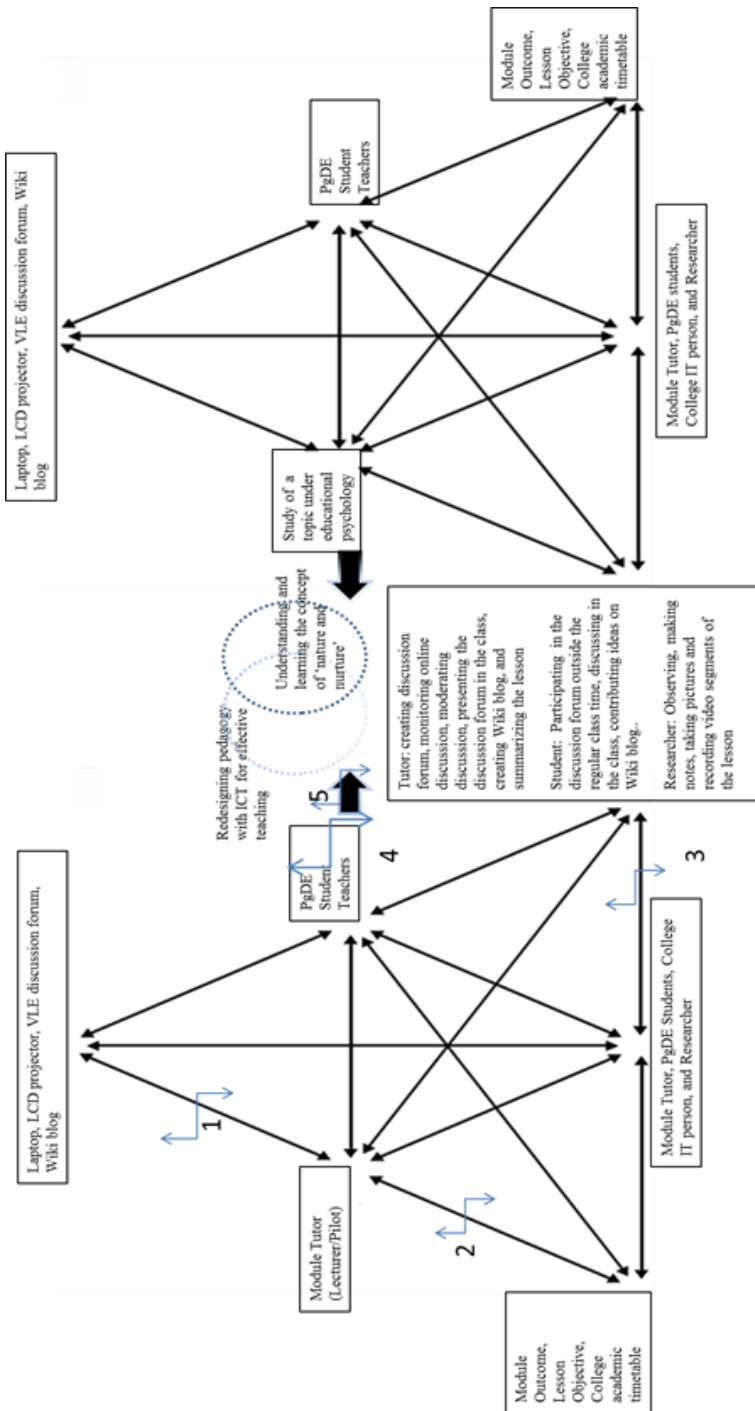 Laptop, LCD projector, VLE discussion forum,
Wiki blog
1
Module Tutor
(Lecturer/Pilot)
PgDE
Student
Teachers
2
4
5
Module
Outcome,
Lesson
Objective,
College
academic
timetable
Module Tutor, PgDE Students, College
IT person, and Researcher
3
Redesigning pedagogy
with ICT for effective
teaching
Understanding and
learning the concept
of ‘nature and
nurture’
Tutor: creating discussion
forum, monitoring online
discussion, moderating
discussion, presenting the
discussion forum in the class,
creating Wiki blog, and
summarizing the lesson
Student: Participating in the
discussion forum outside the
regular class time, discussing in
the class, contributing ideas on
Wiki blog..
Researcher: Observing, making
notes, taking pictures and
recording video segments of
the lesson
Laptop, LCD projector, VLE discussion forum, Wiki
blog
Study of a
topic under
educational
psychology
PgDE
Student
Teachers
Module Tutor, PgDE students,
College IT person, and Researcher
Module
Outcome,
Lesson
Objective,
College
academic
timetable